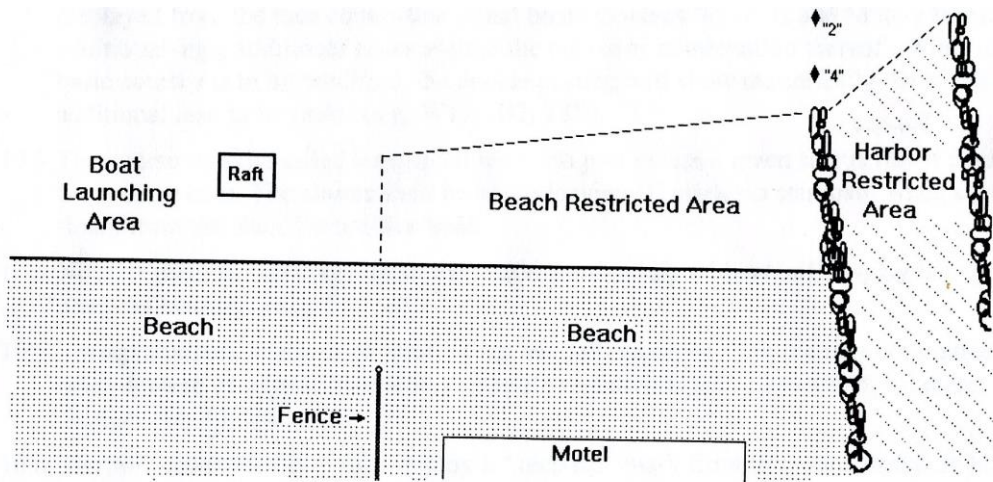 "2"
"4"
Boat
Launching
Area
Raft
Beach Restricted Area
Harbor
Restricted
Area
Beach
Beach
Fence
Motel